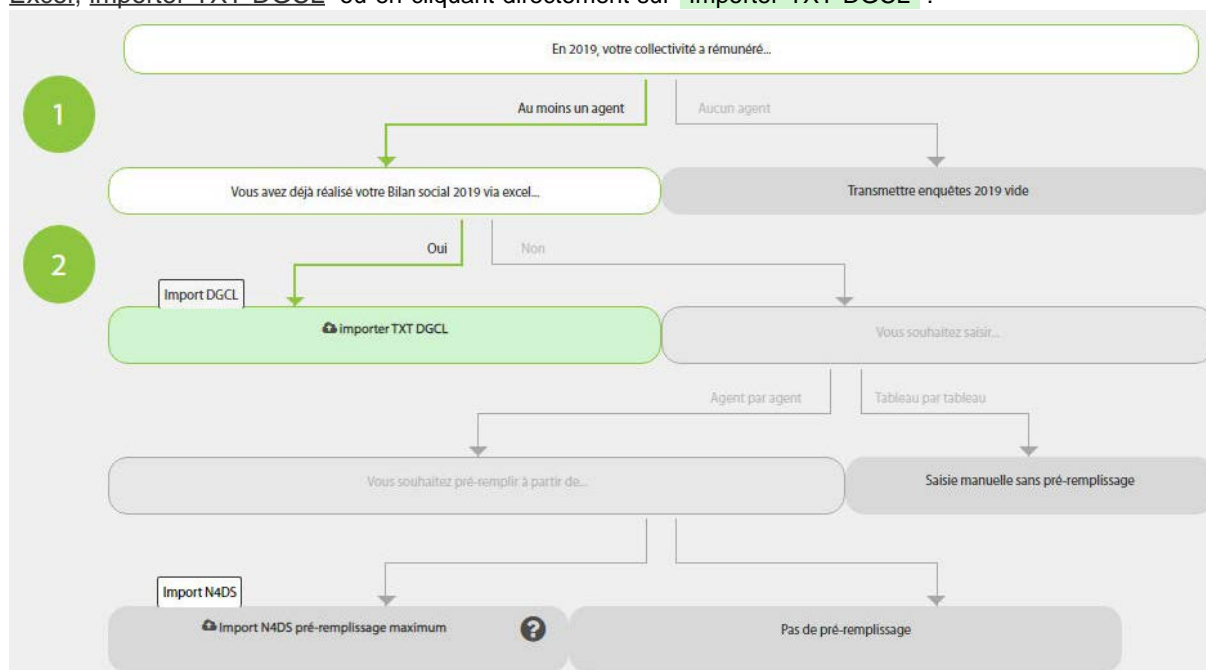 Excel, importer TXT DGCL" ou en cliquant directement sur "importer TXT DGCL" :
En 2019, votre collectivité a rémunéré...
1
Au moins un agent
Aucun agent
Vous avez déjà réalisé votre Bilan social 2019 via excel...
Transmettre enquêtes 2019 vide
2
Oui
Non
Import DGCL
importer TXT DGCL
Vous souhaitez saisir...
Agent par agent
Tableau par tableau
Vous souhaitez pré-remplir à partir de...
Saisie manuelle sans pré-remplissage
Import N4DS
Import N4DS pré-remplissage maximum
?
Pas de pré-remplissage